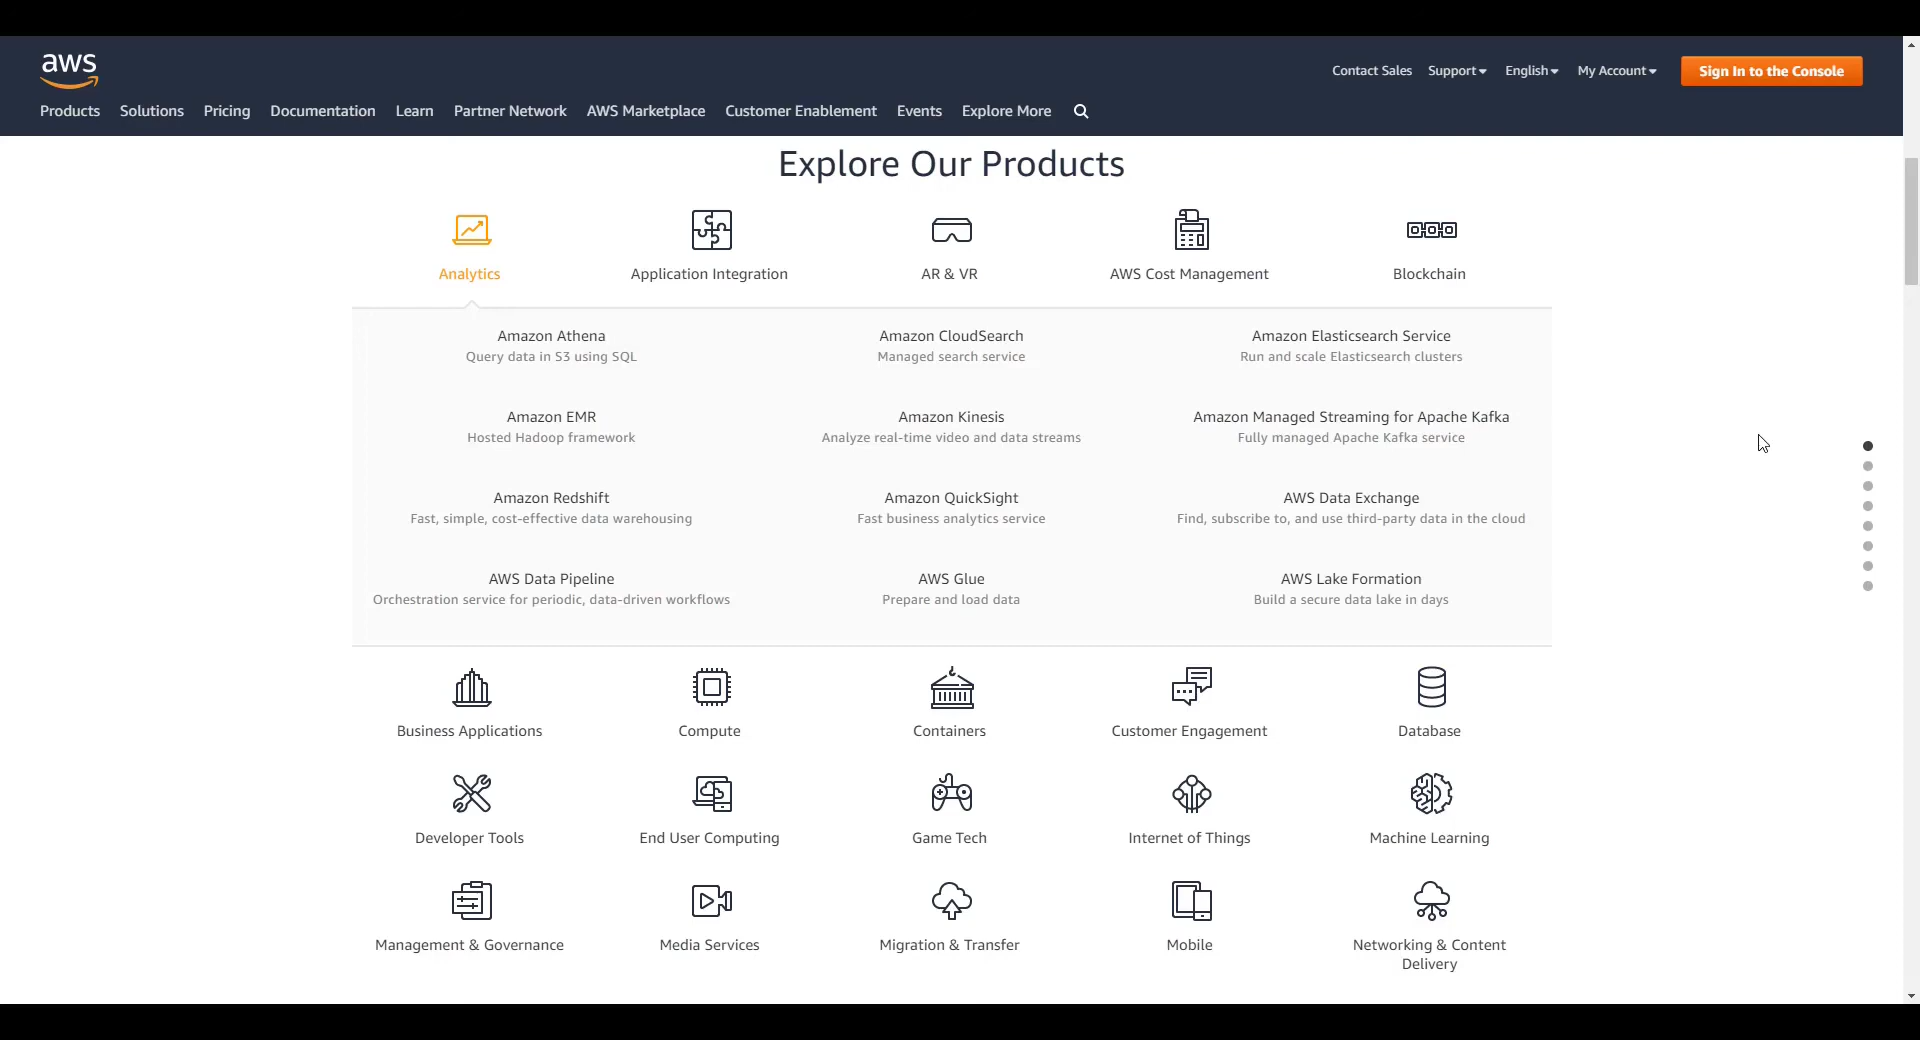 aws
Contact Sales Support English My Account Sign In to the Console
Products Solutions Pricing Documentation Learn Partner Network AWS Marketplace Customer Enablement Events Explore More
Explore Our Products
Analytics Application Integration AR & VR AWS Cost Management Blockchain
Amazon Athena Amazon CloudSearch Amazon Elasticsearch Service
Query data in S3 using SQL Managed search service Run and scale Elasticsearch clusters
Amazon EMR Amazon Kinesis Amazon Managed Streaming for Apache Kafka
Hosted Hadoop framework Analyze real-time video and data streams Fully managed Apache Kafka service
Amazon Redshift Amazon QuickSight AWS Data Exchange
Fast, simple, cost-effective data warehousing Fast business analytics service Find, subscribe to, and use third-party data in the cloud
AWS Data Pipeline AWS Glue AWS Lake Formation
Orchestration service for periodic, data-driven workflows Prepare and load data Build a secure data lake in days
Business Applications Compute Containers Customer Engagement Database
Developer Tools End User Computing Game Tech Internet of Things Machine Learning
Management & Governance Media Services Migration & Transfer Mobile Networking & Content
Delivery